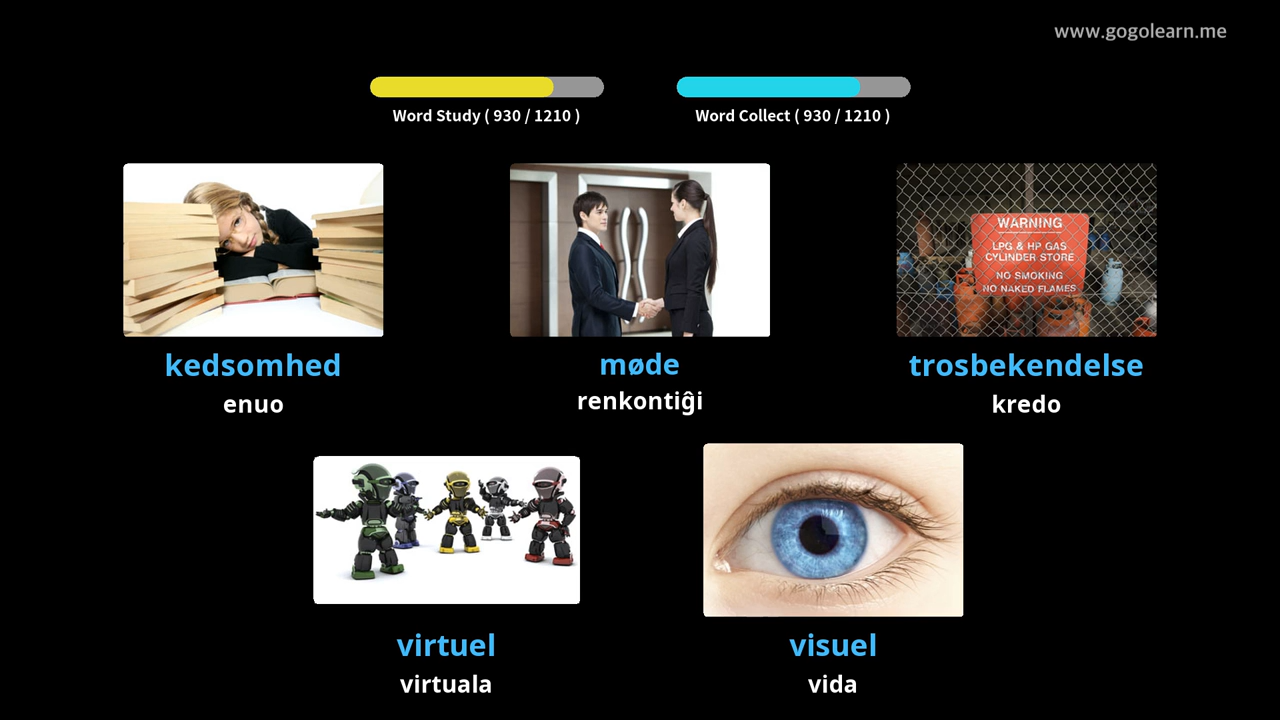 www.gogolearn.me
Word Study ( 930 / 1210 )
Word Collect ( 930 / 1210 )
WARNING
LPG & HP GAS
CYLINDER STORE
NO SMOKING
NO NAKED FLAMES
kedsomhed
møde
trosbekendelse
enuo
renkontiĝi
kredo
virtuel
visuel
virtuala
vida